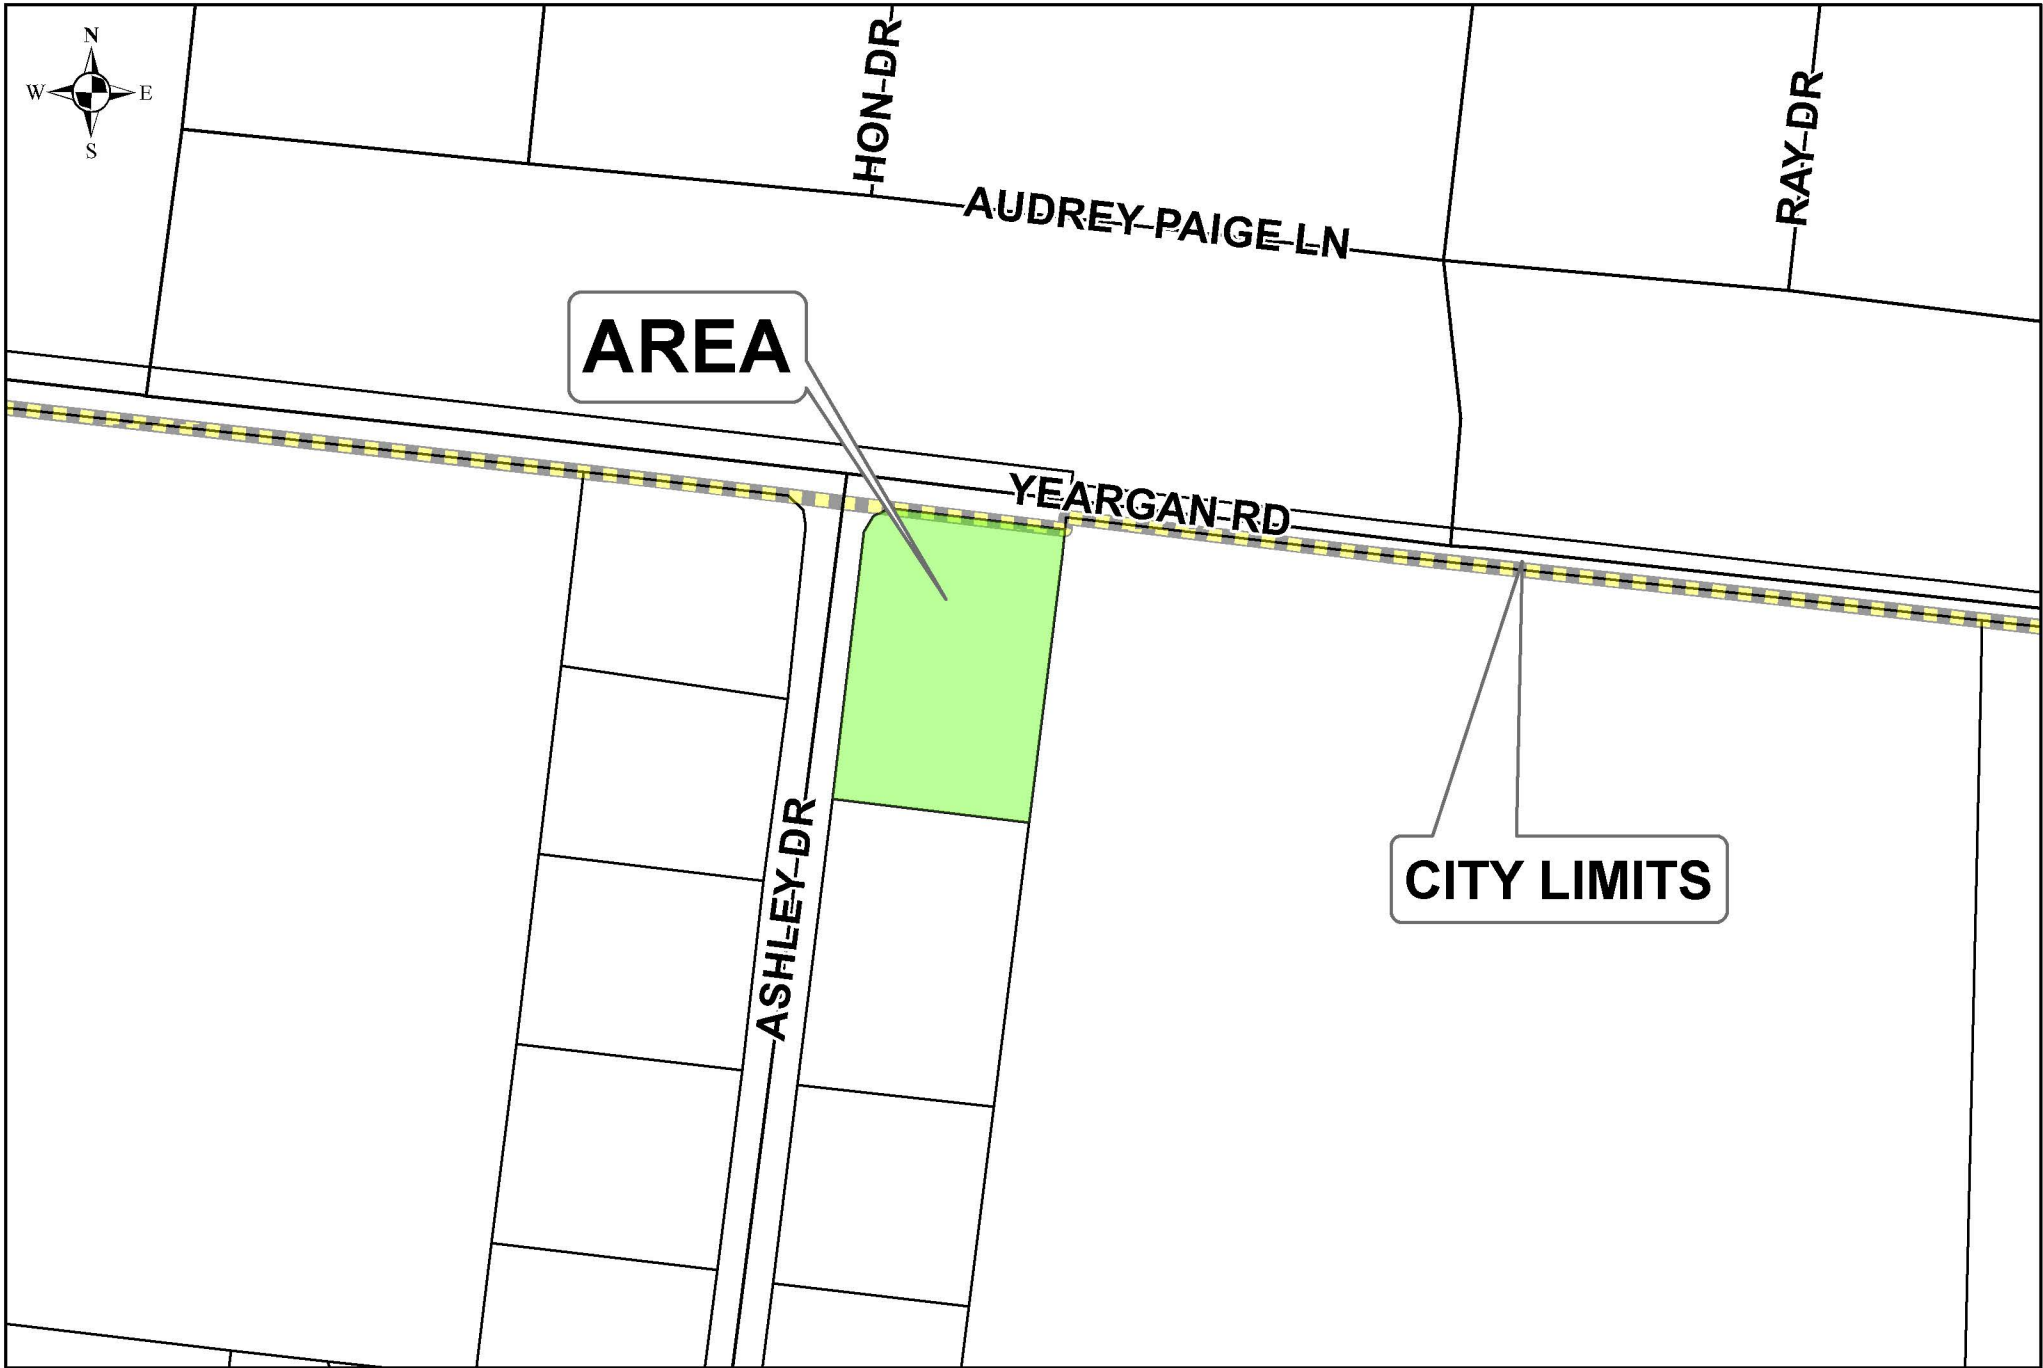 N
W E
S
HON DR
RAY DR
AUDREY PAIGE LN
AREA
YEARGAN RD
ASHLEY DR
CITY LIMITS